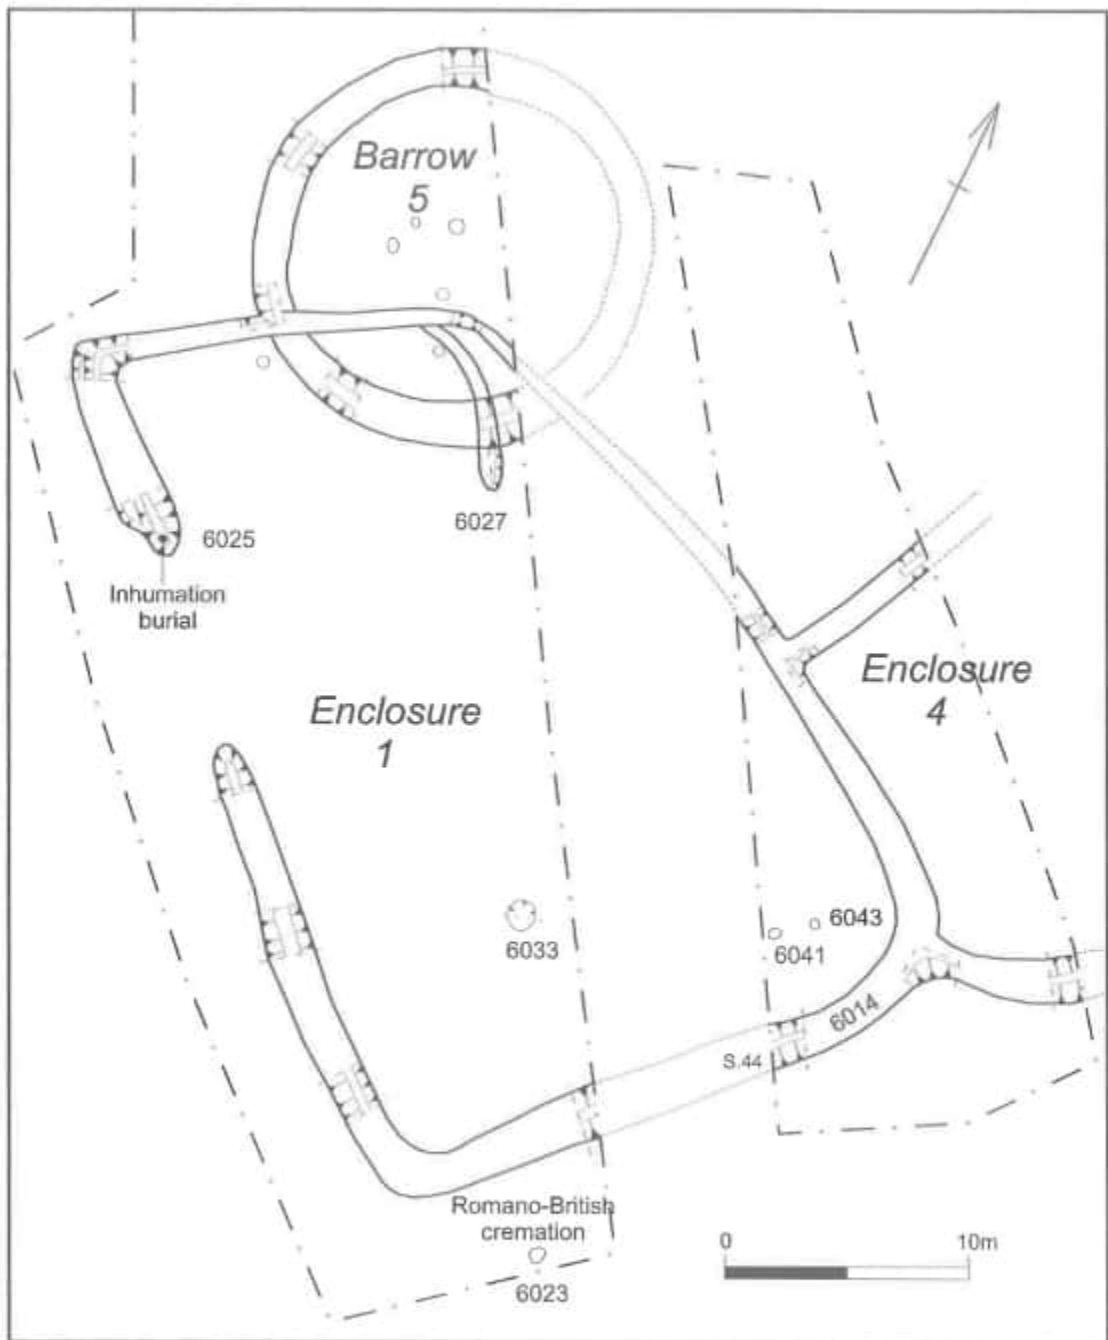 Barrow
5
6025
6027
Inhumation
burial
Enclosure
4
Enclosure
1
6033
6043
6041
6014
S.44
Romano-British
cremation
6023
0
10m